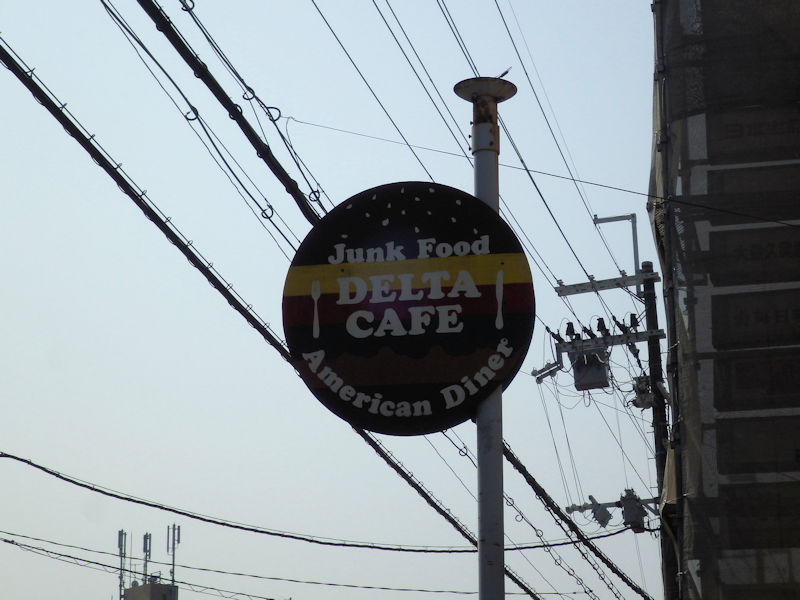 Junk Food
DELTA
CAFE
American Diner